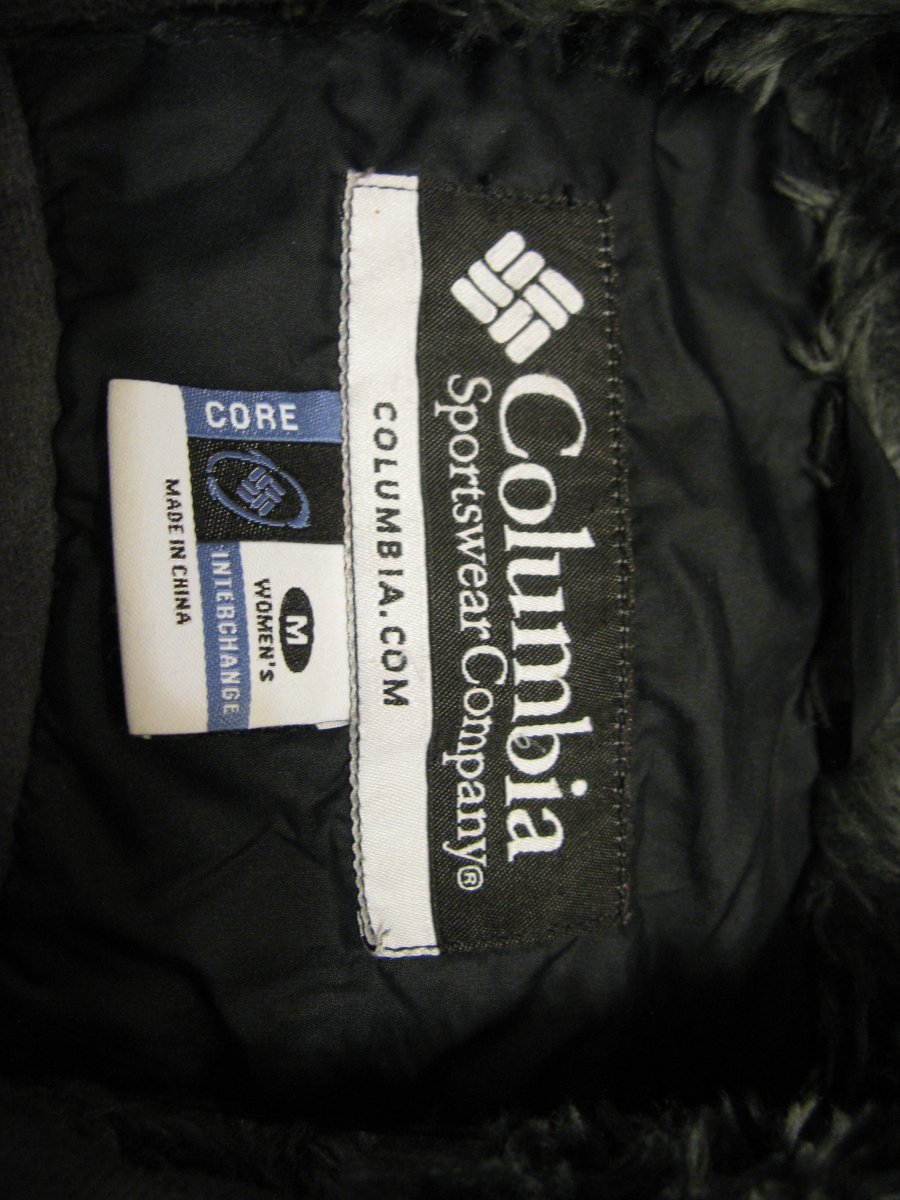 Columbia
Sportswear Company®
COLUMBIA.COM
CORE
INTERCHANGE
M
WOMEN'S
MADE IN CHINA